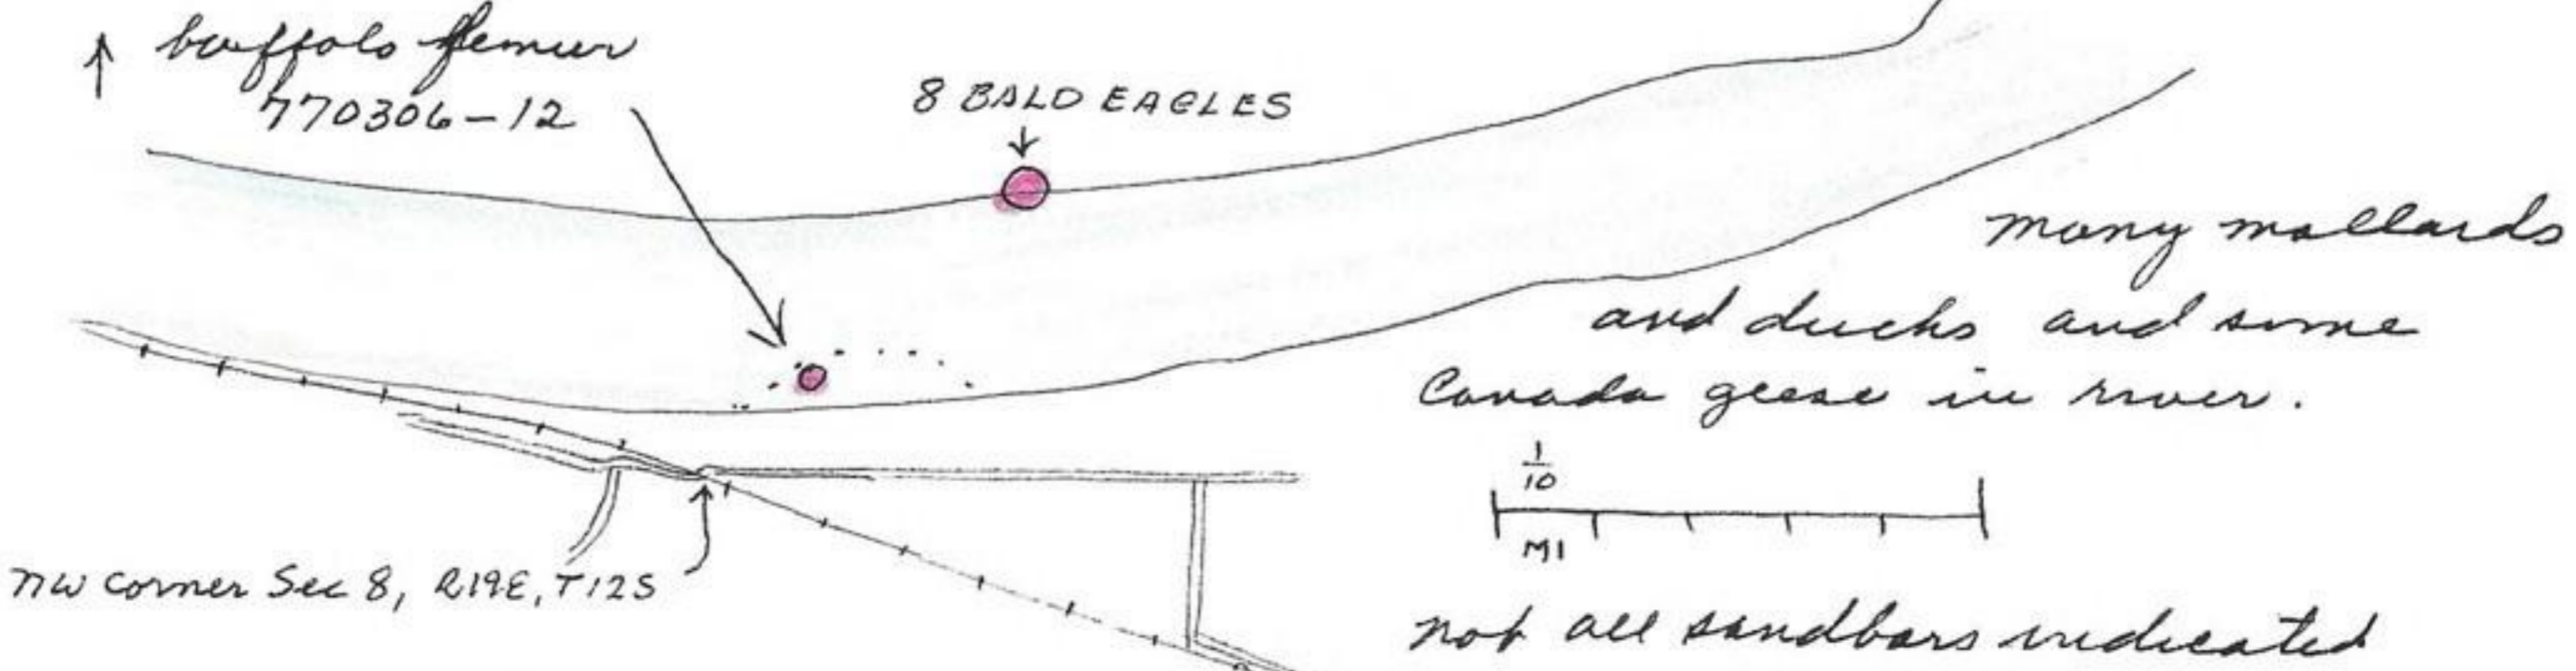 buffalo femur
770306-12
8 BALD EAGLES
many mallards
and ducks and some
Canada geese in river.
1/10
MI
NW corner Sec 8, R19E, T12S
not all sandbars indicated